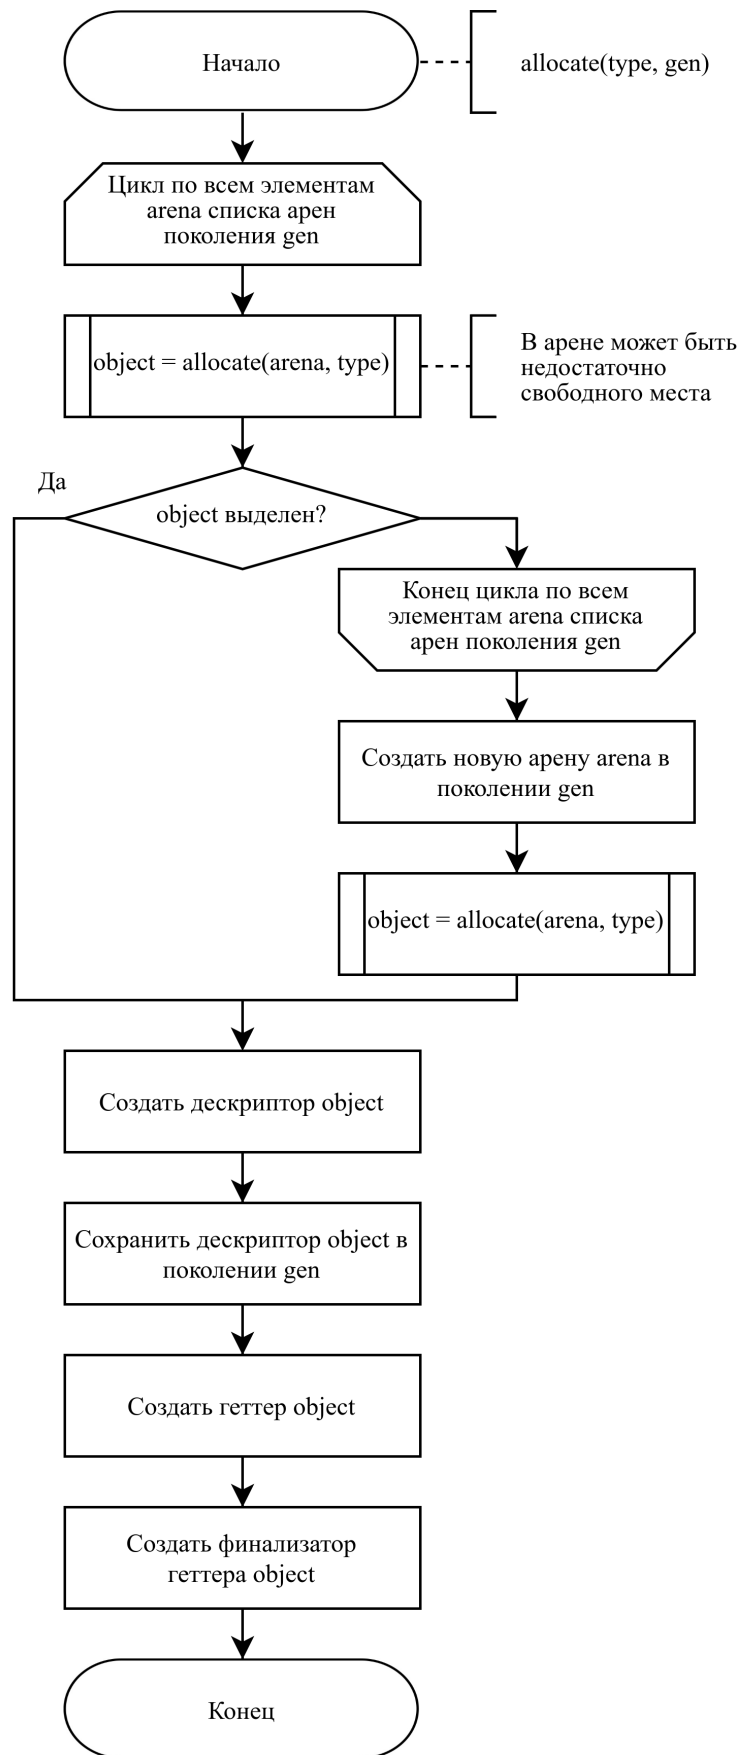 Начало
allocate(type, gen)
Цикл по всем элементам
arena списка арен
поколения gen
object = allocate(arena, type)
В арене может быть
недостаточно
свободного места
Да
object выделен?
Конец цикла по всем
элементам arena списка
арен поколения gen
Создать новую арену arena в
поколении gen
object = allocate(arena, type)
Создать дескриптор object
Сохранить дескриптор object в
поколении gen
Создать геттер object
Создать финализатор
геттера object
Конец